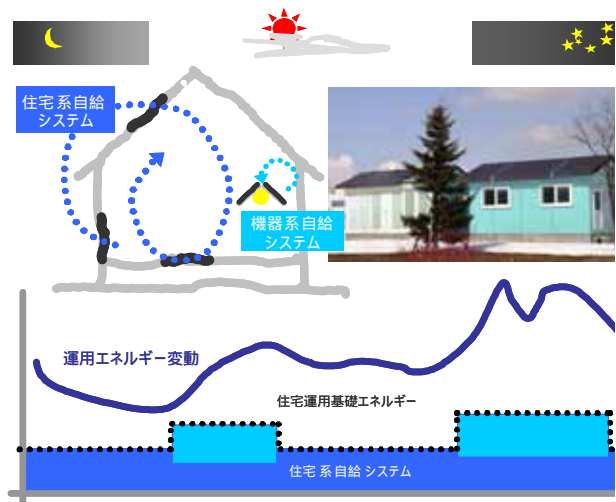 住宅系自給
システム
機器系自給
システム
運用エネルギー変動
住宅運用基礎エネルギー
住宅系自給システム